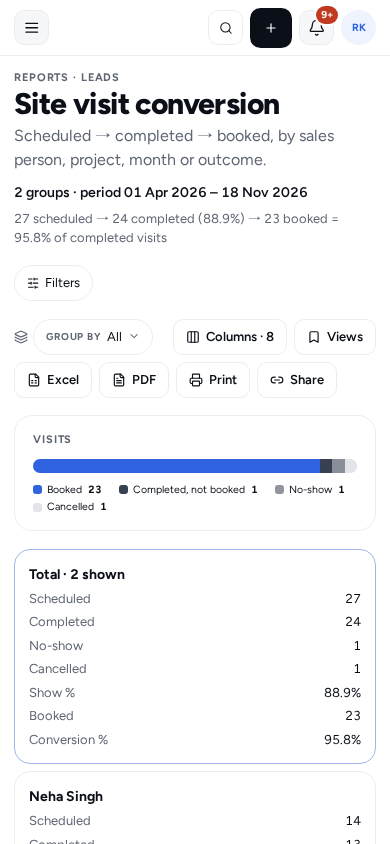 9+
RK
REPORTS · LEADS
Site visit conversion
Scheduled → completed → booked, by sales
person, project, month or outcome.
2 groups · period 01 Apr 2026 – 18 Nov 2026
27 scheduled → 24 completed (88.9%) → 23 booked =
95.8% of completed visits
Filters
GROUP BY All
Columns · 8
Views
Excel
PDF
Print
Share
VISITS
Booked 23
Completed, not booked 1
No-show 1
Cancelled 1
Total · 2 shown
Scheduled 27
Completed 24
No-show 1
Cancelled 1
Show % 88.9%
Booked 23
Conversion % 95.8%
Neha Singh
Scheduled 14
Completed 13